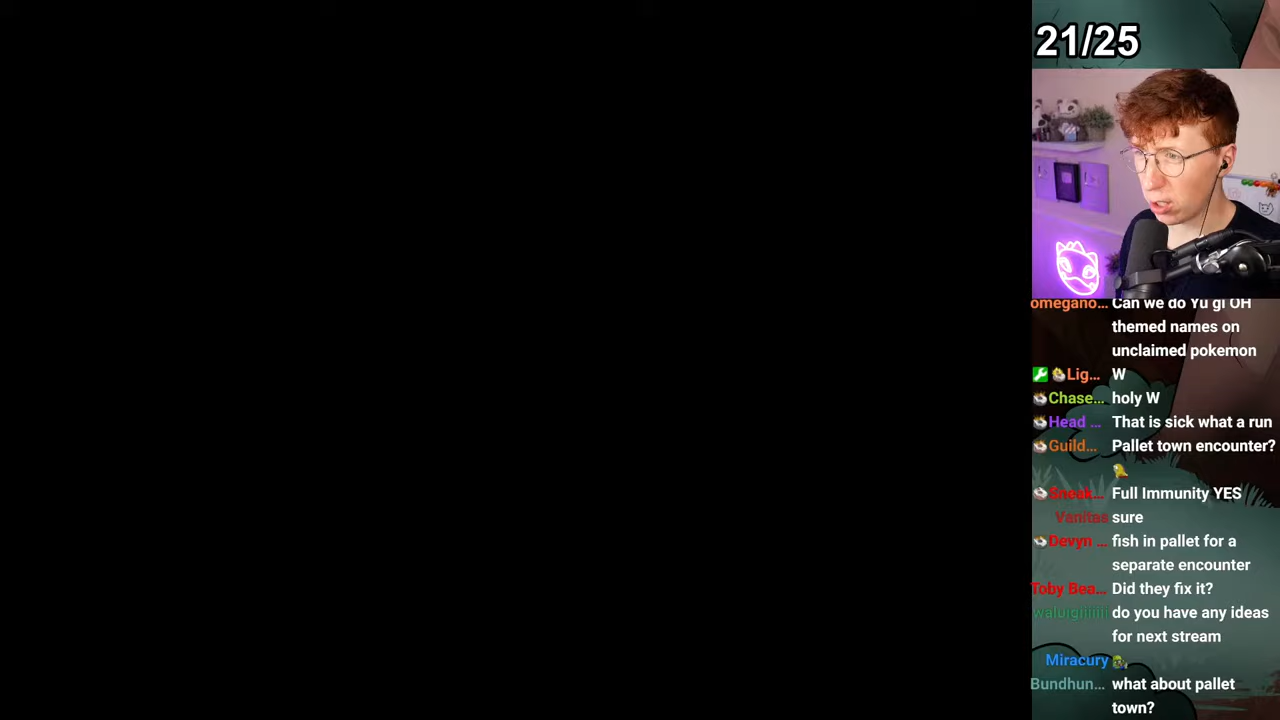 21/25
omegano... Can we do Yu gi OH
themed names on
unclaimed pokemon
Lig... W
Chase... holy W
Head ... That is sick what a run
Guild... Pallet town encounter?
Sneak... Full Immunity YES
Vanitas sure
Devyn ... fish in pallet for a
separate encounter
Toby Bea... Did they fix it?
waluigijiiii do you have any ideas
for next stream
Miracury
Bundhun... what about pallet
town?